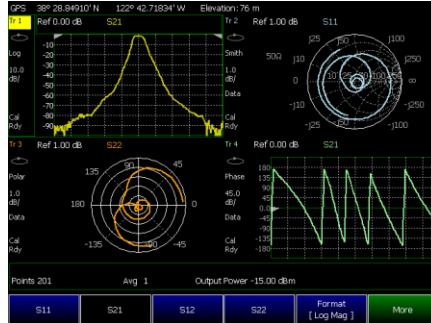 GPS 38° 28.84910' N 122° 42.71834' W Elevation: 76 m
Tr 1 Ref 0.00 dB S21
Log
10.0
dB/
Cal
Rdy
-10
-20
-30
-40
-50
-60
-70
-80
-90
Tr 2 Ref 1.00 dB S11
Smith
1.0
dB/
Data
Cal
Rdy
50Ω
j50
j25
j100
j10
j250
0
10
25
∞
-j10
-j250
-j25
-j100
Tr 3 Ref 1.00 dB S22
Polar
1.0
dB/
Data
Cal
Rdy
90
135
45
180
0
-135
-90
-45
Tr 4 Ref 0.00 dB S21
Phase
45.0
dB/
Data
Cal
Rdy
180
135
90
45
0.0
-45
-90
-135
-180
Points 201 Avg 1 Output Power -15.00 dBm
S11
S21
S12
S22
Format
[ Log Mag ]
More